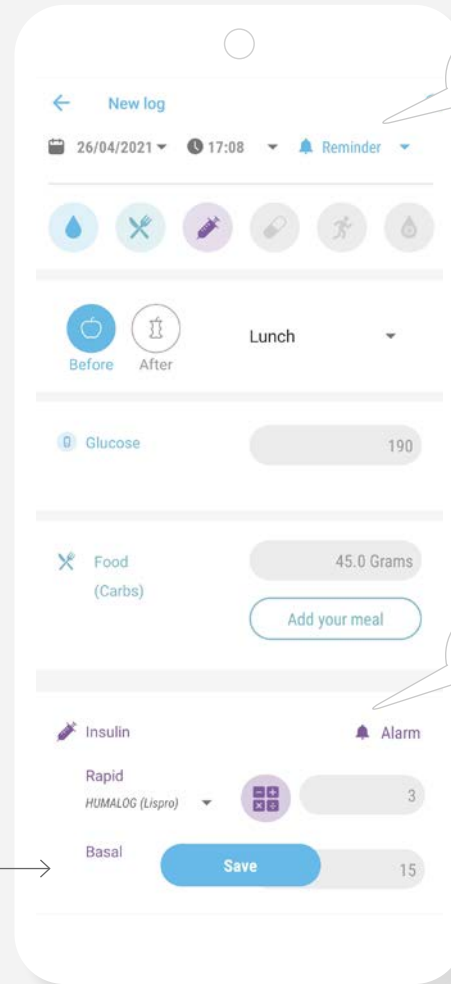 New log
26/04/2021 17:08 Reminder
Before After Lunch
Glucose 190
Food 45.0 Grams
(Carbs)
Add your meal
Insulin Alarm
Rapid
HUMALOG (Lispro) 3
Basal Save 15